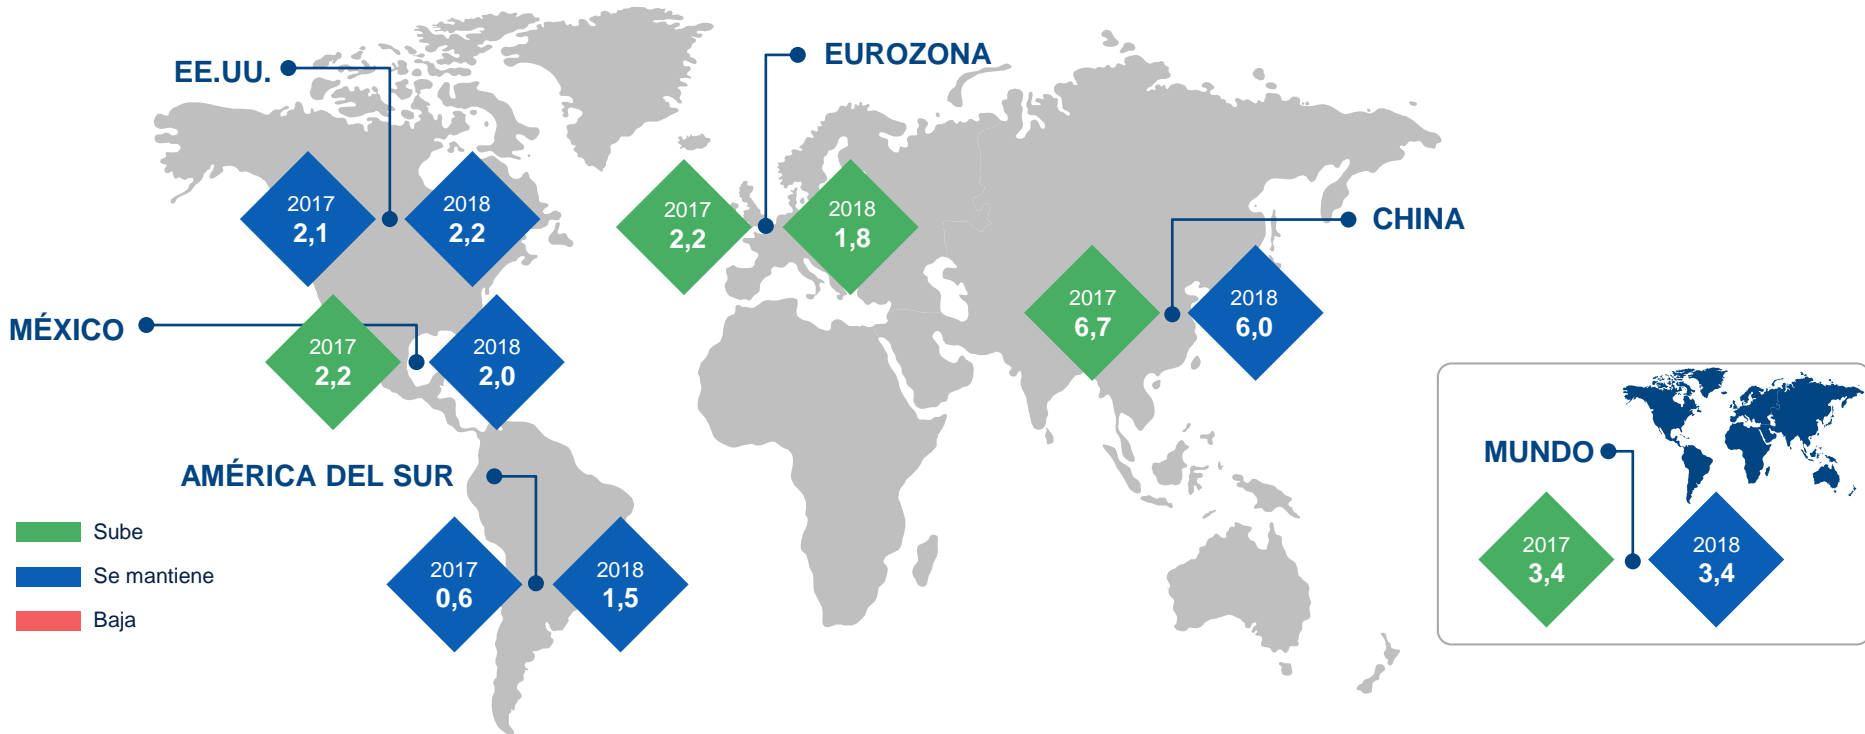 EE.UU.
2017
2,1
2018
2,2
EUROZONA
2017
2,2
2018
1,8
CHINA
2017
6,7
2018
6,0
MÉXICO
2017
2,2
2018
2,0
AMÉRICA DEL SUR
2017
0,6
2018
1,5
MUNDO
2017
3,4
2018
3,4
Sube
Se mantiene
Baja